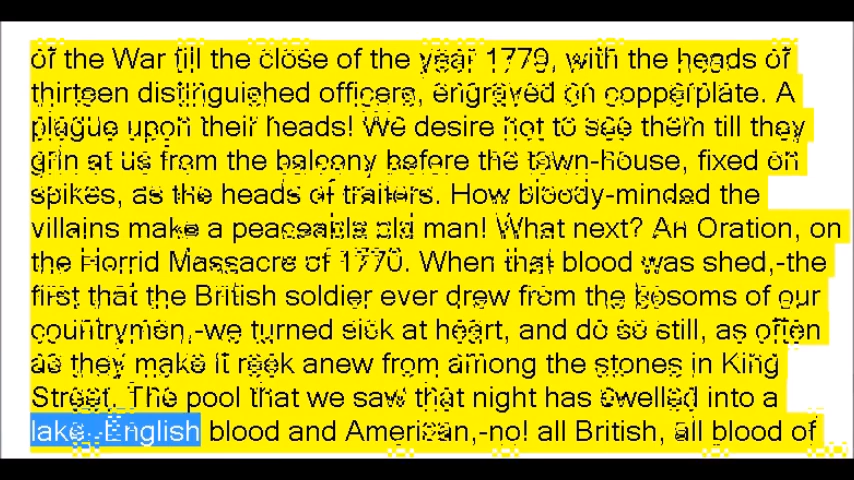 of the War till the close of the year 1779, with the heads of
thirteen distinguished officers, engraved on copperplate. A
plague upon their heads! We desire not to see them till they
grin at us from the balcony before the town-house, fixed on
spikes, as the heads of traitors. How bloody-minded the
villains make a peaceable old man! What next? An Oration, on
the Horrid Massacre of 1770. When that blood was shed,-the
first that the British soldier ever drew from the bosoms of our
countrymen,-we turned sick at heart, and do so still, as often
as they make it reek anew from among the stones in King
Street. The pool that we saw that night has swelled into a
lake,-English blood and American,-no! all British, all blood of